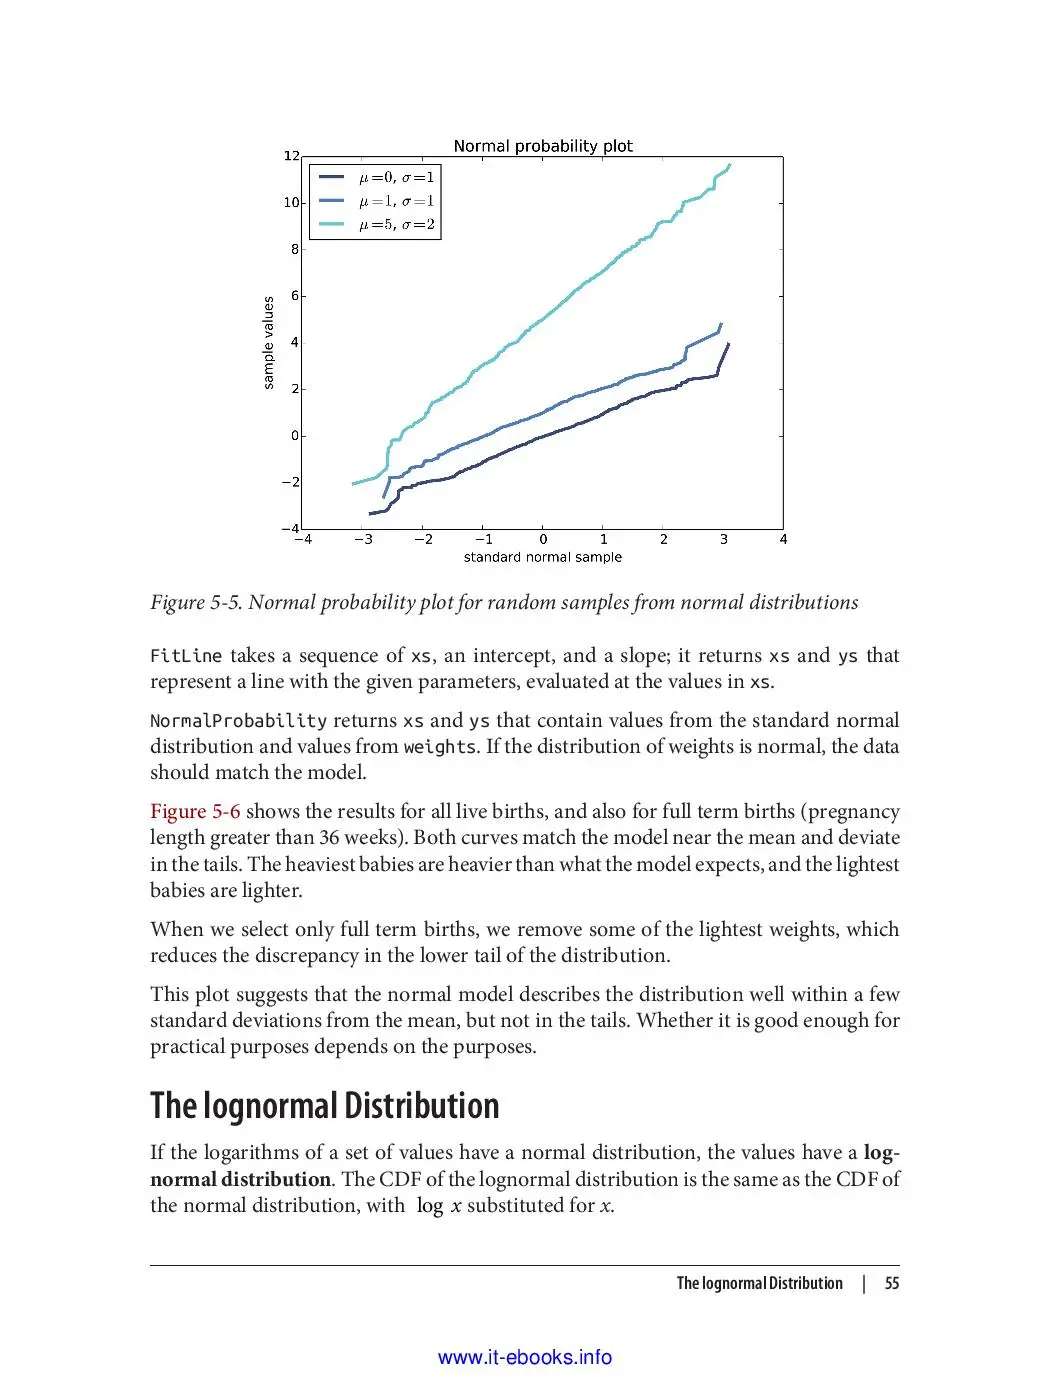 Normal probability plot
12
10
8
6
4
2
0
−2
−4
sample values
μ=0, σ=1
μ=1, σ=1
μ=5, σ=2
−4 −3 −2 −1 0 1 2 3 4
standard normal sample
Figure 5-5. Normal probability plot for random samples from normal distributions
FitLine takes a sequence of xs, an intercept, and a slope; it returns xs and ys that
represent a line with the given parameters, evaluated at the values in xs.
NormalProbability returns xs and ys that contain values from the standard normal
distribution and values from weights. If the distribution of weights is normal, the data
should match the model.
Figure 5-6 shows the results for all live births, and also for full term births (pregnancy
length greater than 36 weeks). Both curves match the model near the mean and deviate
in the tails. The heaviest babies are heavier than what the model expects, and the lightest
babies are lighter.
When we select only full term births, we remove some of the lightest weights, which
reduces the discrepancy in the lower tail of the distribution.
This plot suggests that the normal model describes the distribution well within a few
standard deviations from the mean, but not in the tails. Whether it is good enough for
practical purposes depends on the purposes.
The lognormal Distribution
If the logarithms of a set of values have a normal distribution, the values have a log-
normal distribution. The CDF of the lognormal distribution is the same as the CDF of
the normal distribution, with log x substituted for x.
The lognormal Distribution | 55
www.it-ebooks.info